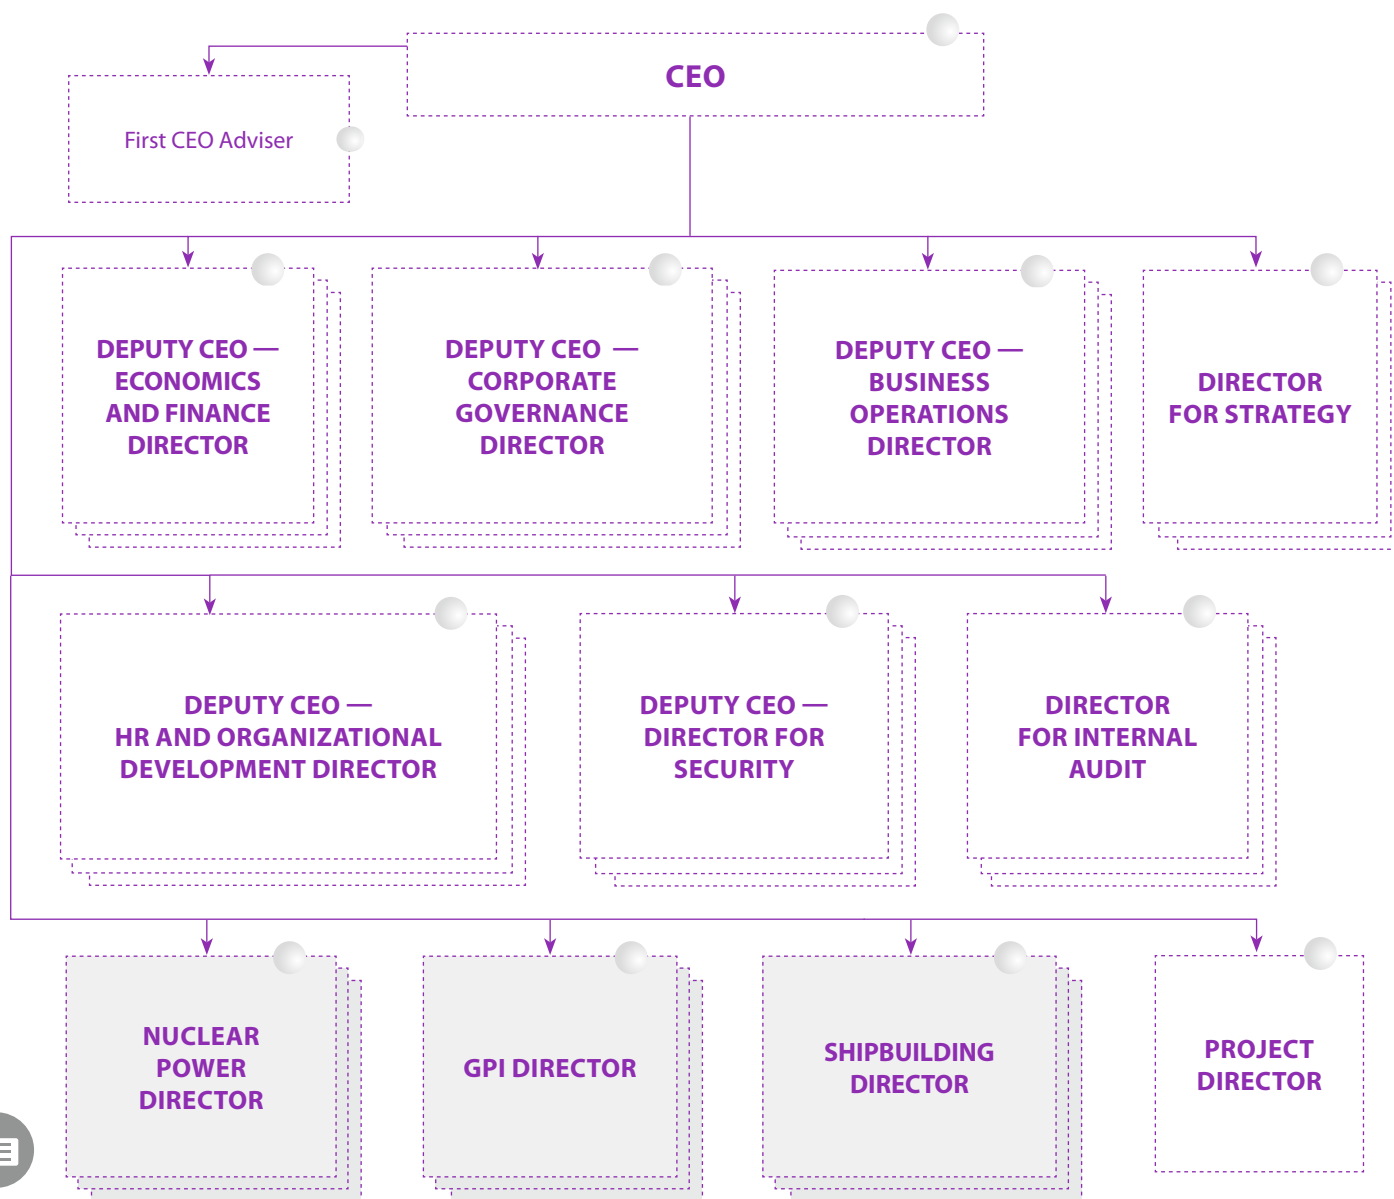 CEO
First CEO Adviser
DEPUTY CEO —
ECONOMICS
AND FINANCE
DIRECTOR
DEPUTY CEO —
CORPORATE
GOVERNANCE
DIRECTOR
DEPUTY CEO —
BUSINESS
OPERATIONS
DIRECTOR
DIRECTOR
FOR STRATEGY
DEPUTY CEO —
HR AND ORGANIZATIONAL
DEVELOPMENT DIRECTOR
DEPUTY CEO —
DIRECTOR FOR
SECURITY
DIRECTOR
FOR INTERNAL
AUDIT
NUCLEAR
POWER
DIRECTOR
GPI DIRECTOR
SHIPBUILDING
DIRECTOR
PROJECT
DIRECTOR